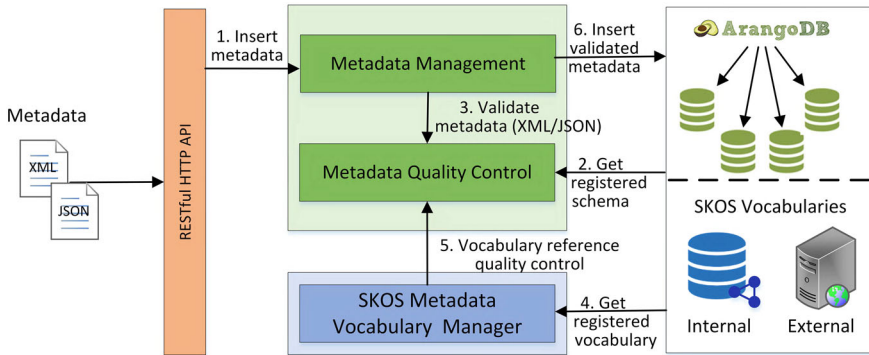 Metadata
XML
JSON
RESTful HTTP API
1. Insert
metadata
Metadata Management
3. Validate
metadata (XML/JSON)
Metadata Quality Control
5. Vocabulary reference
quality control
SKOS Metadata
Vocabulary Manager
6. Insert
validated
metadata
2. Get
registered
schema
4. Get
registered
vocabulary
ArangoDB
SKOS Vocabularies
Internal
External